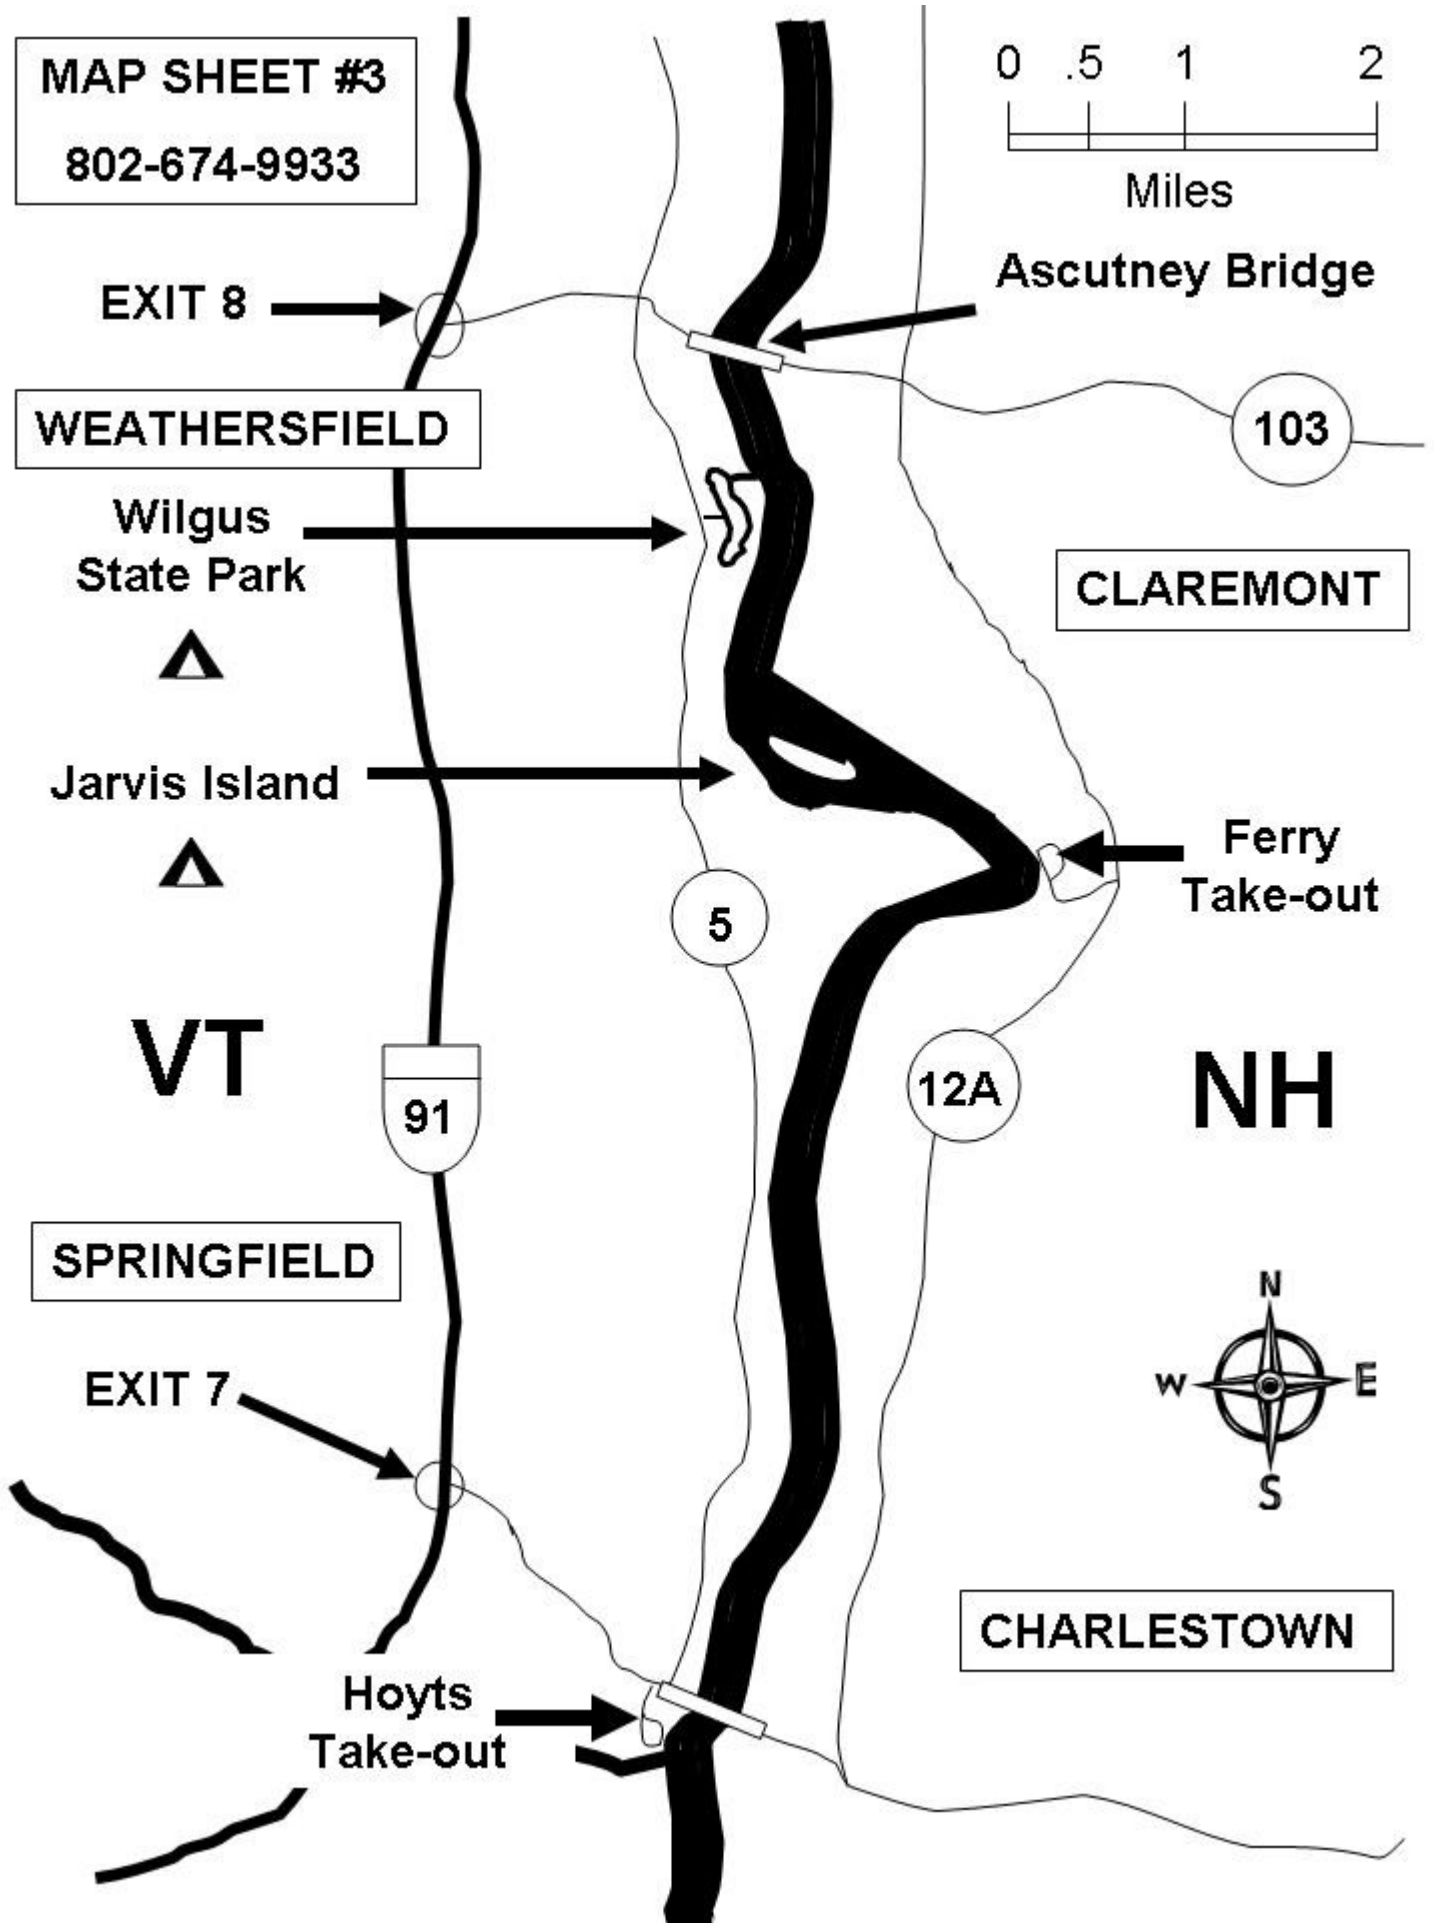 MAP SHEET #3
802-674-9933
0 .5 1 2
Miles
Ascutney Bridge
EXIT 8
WEATHERSFIELD
103
Wilgus
State Park
CLAREMONT
Jarvis Island
Ferry
Take-out
5
VT
91
12A
NH
SPRINGFIELD
N
W
E
S
EXIT 7
CHARLESTOWN
Hoyts
Take-out